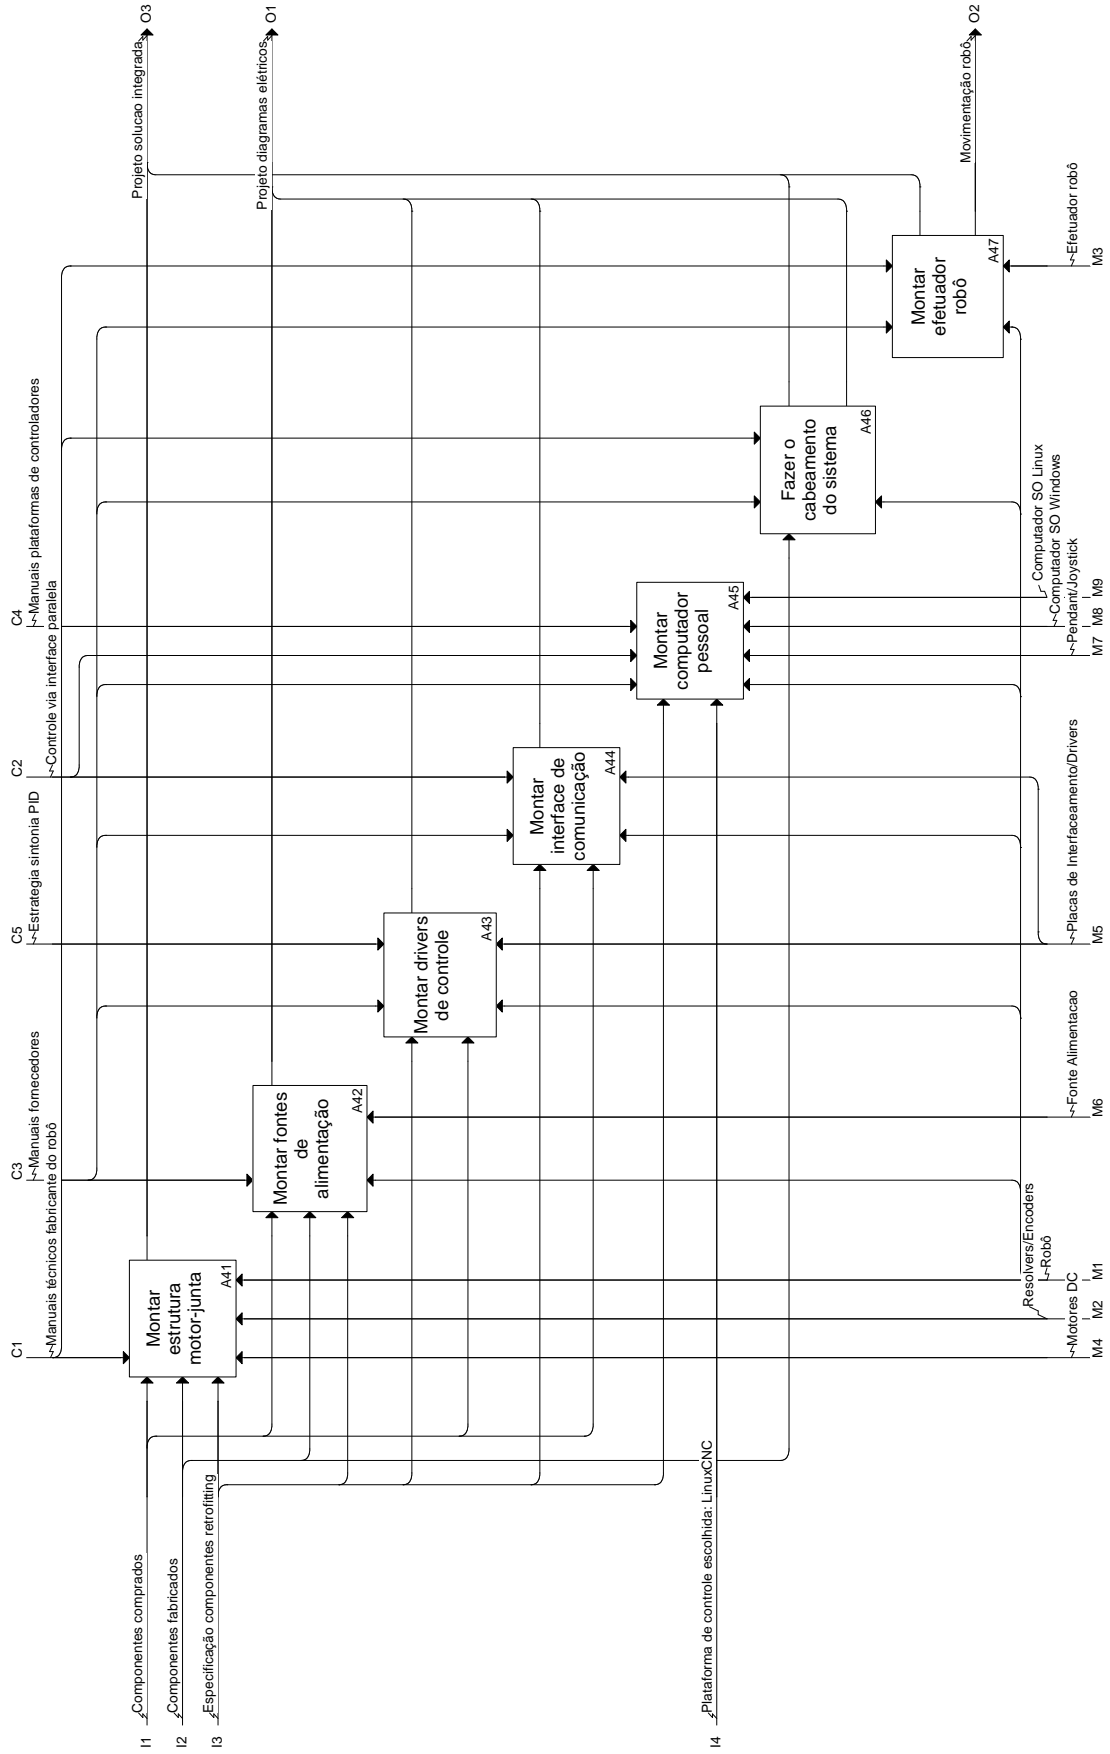 C1
Manuais técnicos fabricante do robô
C3
Manuais fornecedores
C5
Estrategia sintonia PID
C2
Controle via interface paralela
C4
Manuais plataformas de controladores
I1
Componentes comprados
I2
Componentes fabricados
I3
Especificação componentes retrofitting
I4
Plataforma de controle escolhida: LinuxCNC
Montar
estrutura
motor-junta
A41
Montar fontes
de
alimentação
A42
Montar drivers
de controle
A43
Montar
interface de
comunicação
A44
Montar
computador
pessoal
A45
Fazer o
cabeamento
do sistema
A46
Montar
efetuador
robô
A47
Projeto solucao integrada
O3
Projeto diagramas elétricos
O1
Movimentação robô
O2
Motores DC
M4
Resolvers/Encoders
M2
Robô
M1
Fonte Alimentacao
M6
Placas de Interfaceamento/Drivers
M5
Pendant/Joystick
M7
Computador SO Windows
M8
Computador SO Linux
M9
Efetuador robô
M3